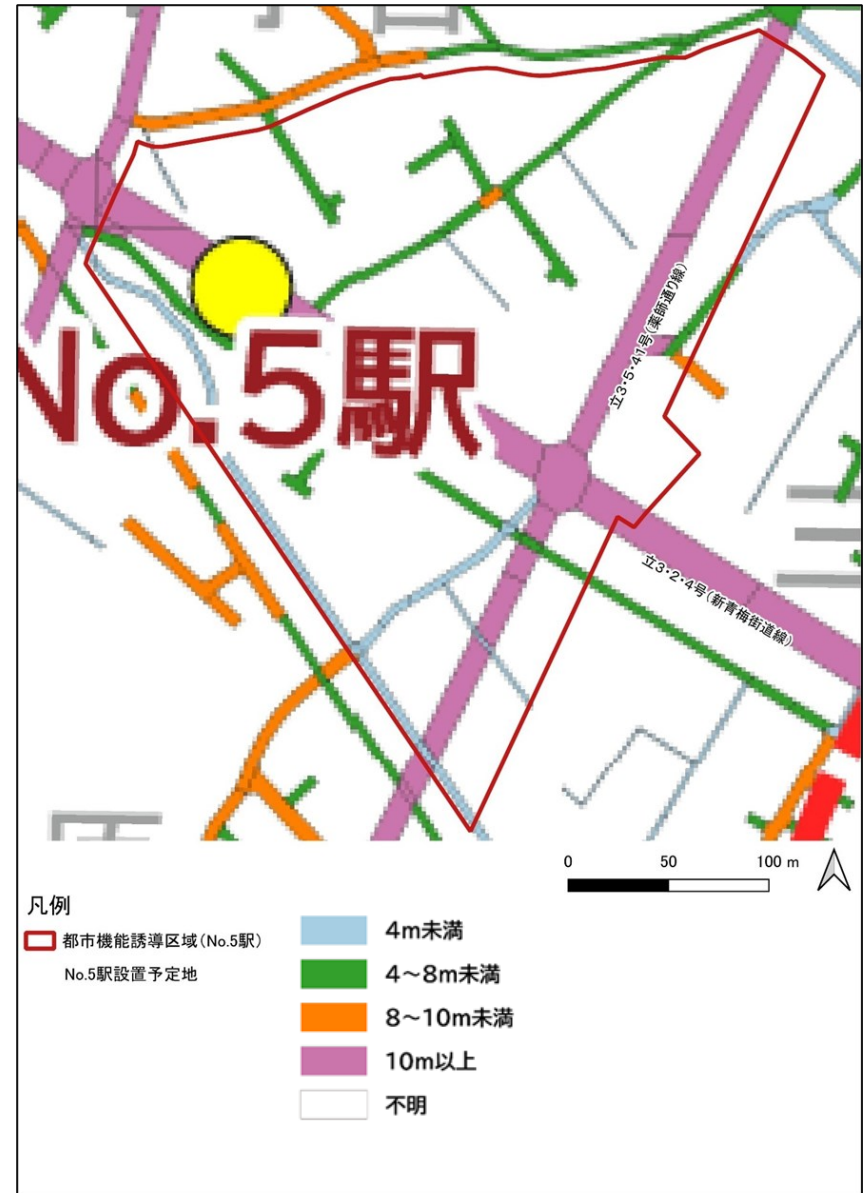 No.5駅
立3・5・41号(薬師通り線)
立3・2・4号(新青梅街道線)
0 50 100 m
凡例
都市機能誘導区域(No.5駅)
No.5駅設置予定地
4m未満
4～8m未満
8～10m未満
10m以上
不明